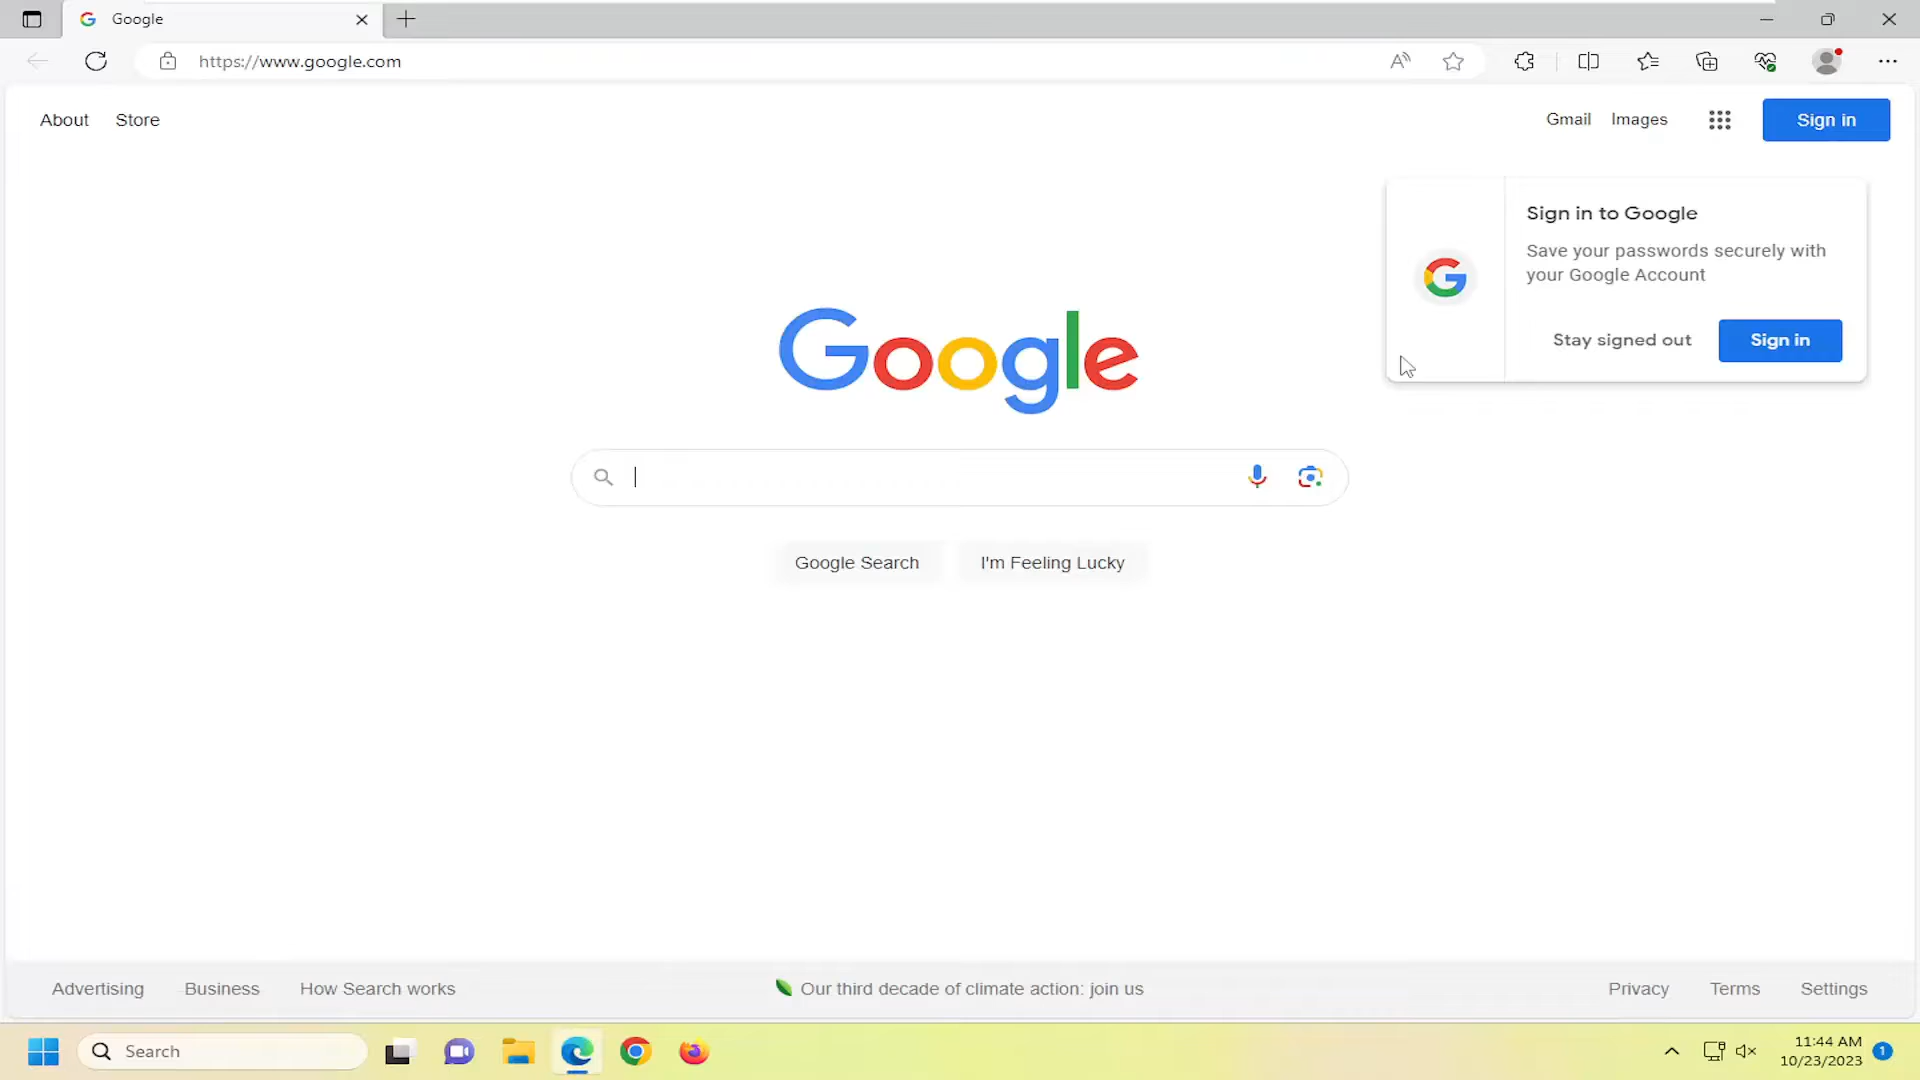 Google
https://www.google.com
About Store
Gmail Images Sign in
Sign in to Google
Save your passwords securely with
your Google Account
Stay signed out Sign in
Google
Google Search I'm Feeling Lucky
Advertising Business How Search works
Our third decade of climate action: join us
Privacy Terms Settings
Search
11:44 AM
10/23/2023
1